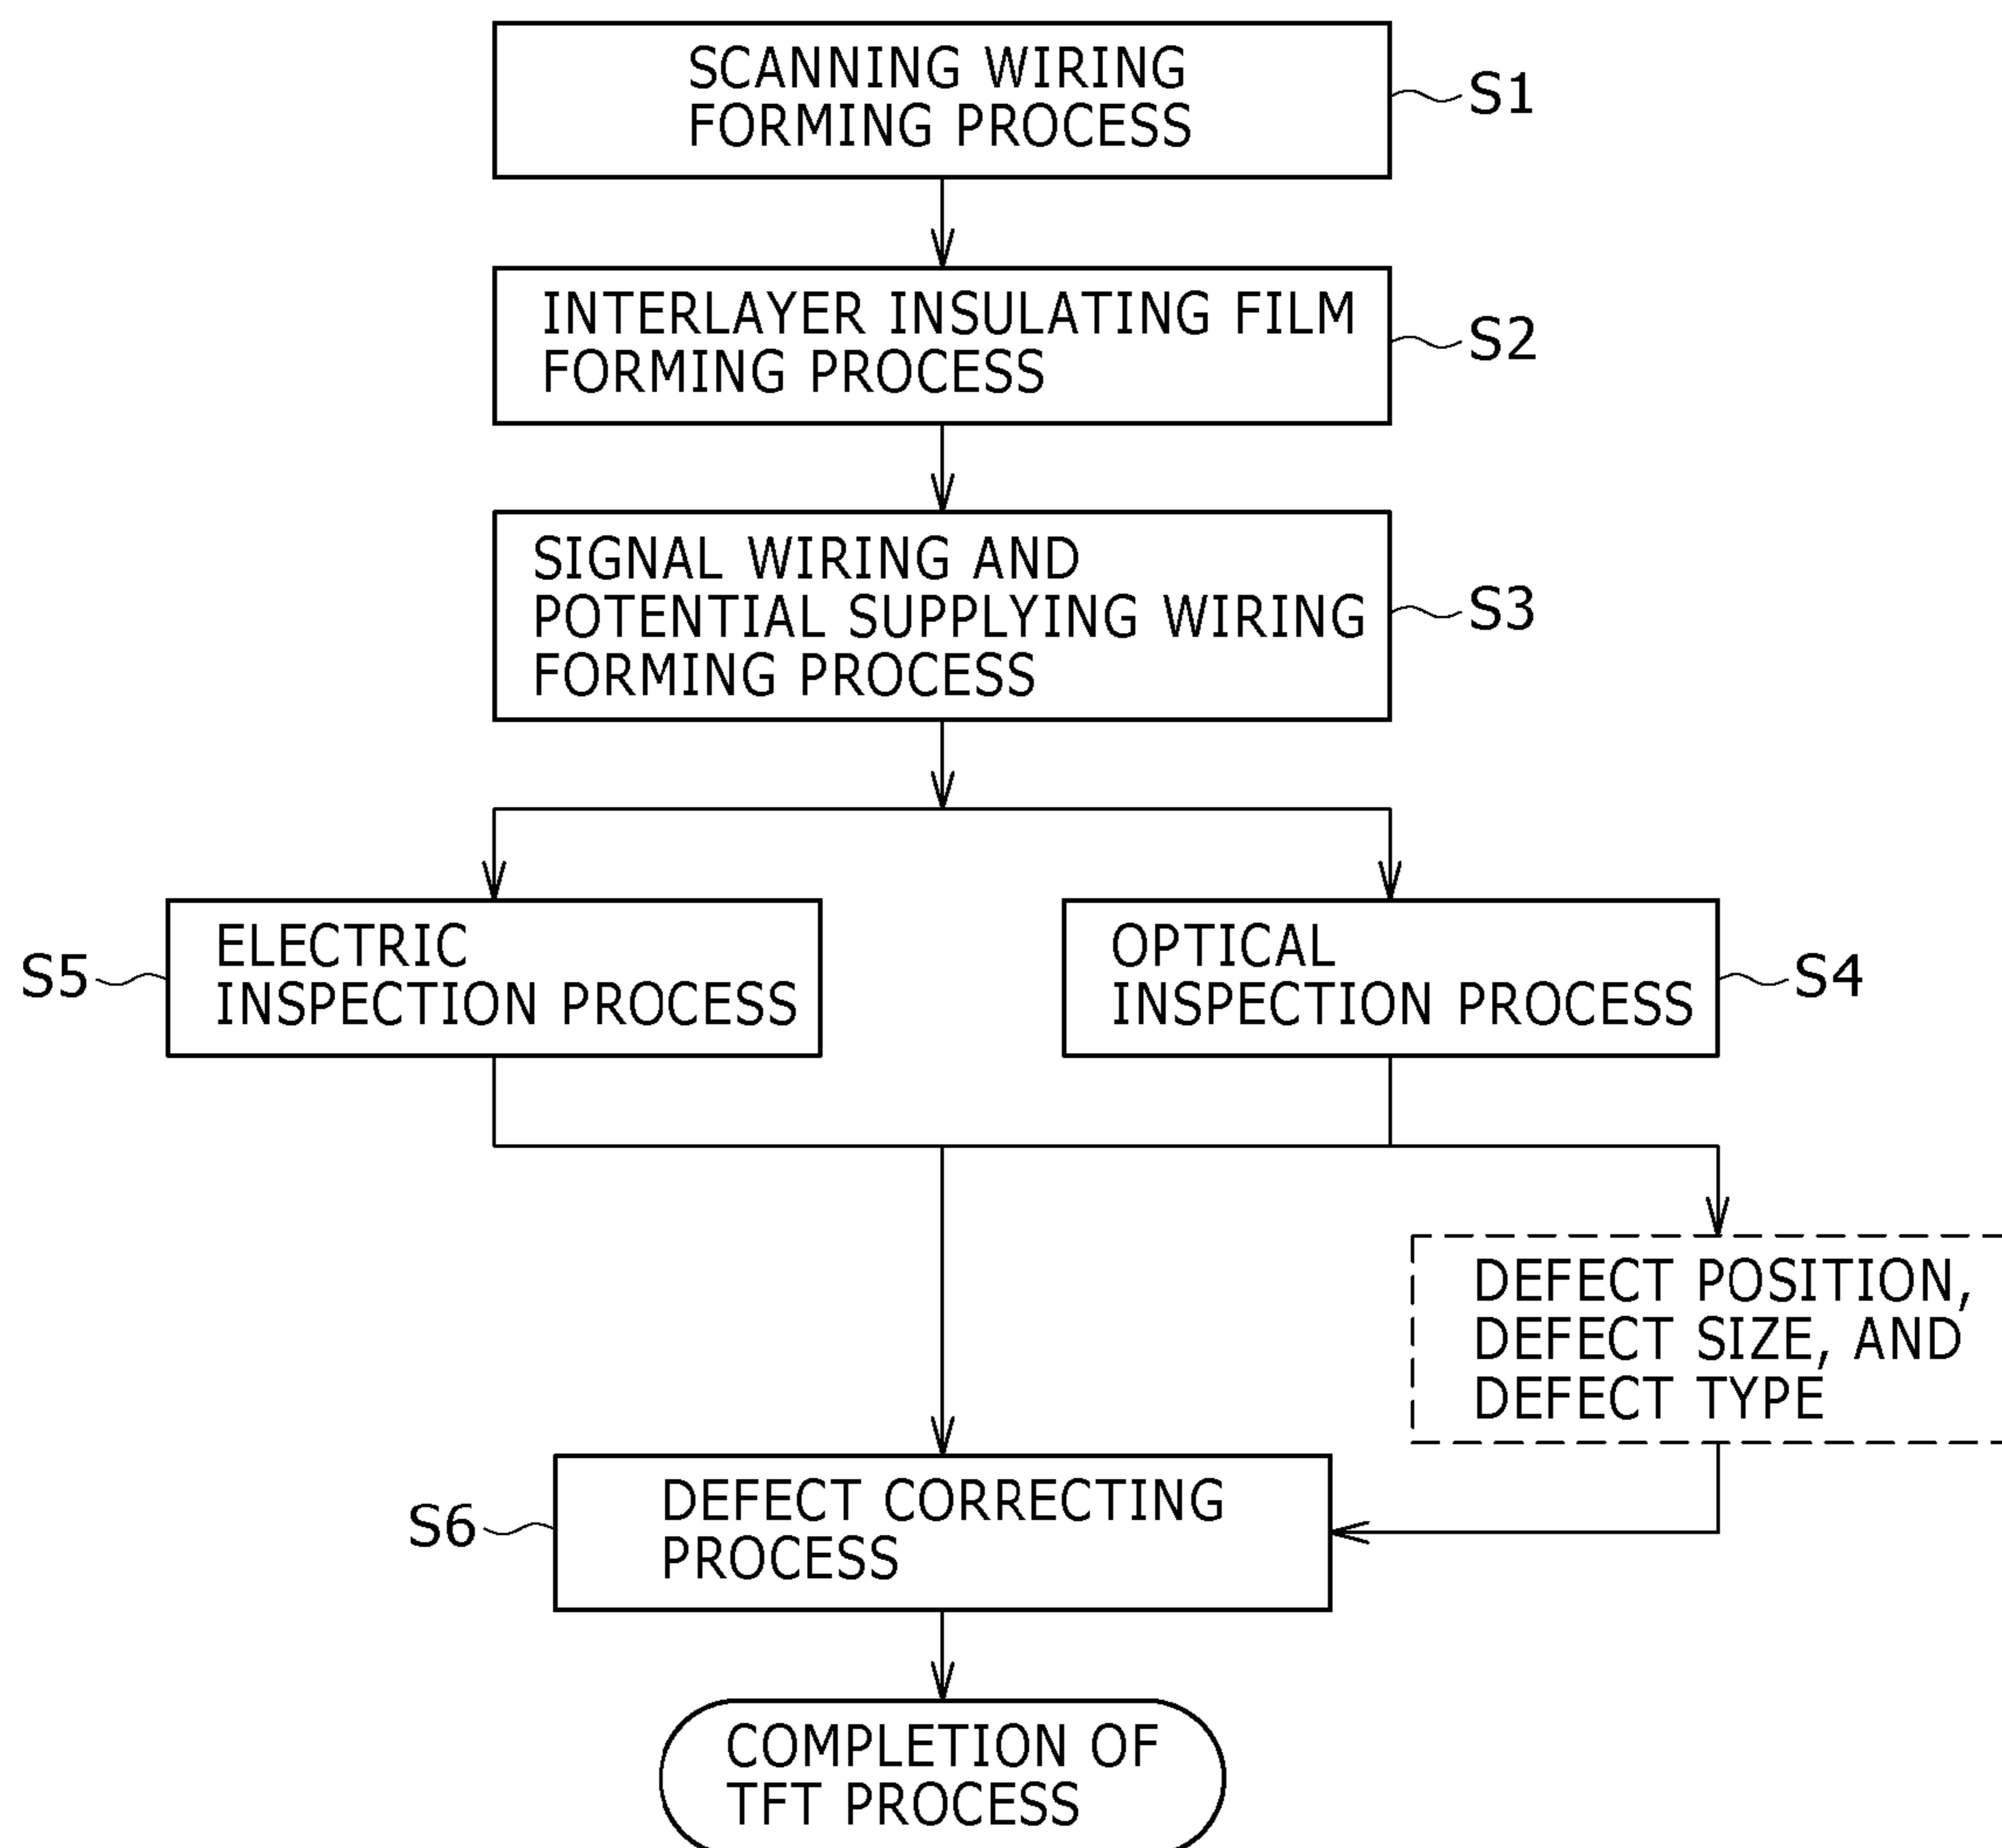 SCANNING WIRING
FORMING PROCESS
S1
INTERLAYER INSULATING FILM
FORMING PROCESS
S2
SIGNAL WIRING AND
POTENTIAL SUPPLYING WIRING
FORMING PROCESS
S3
S5
ELECTRIC
INSPECTION PROCESS
OPTICAL
INSPECTION PROCESS
S4
DEFECT POSITION,
DEFECT SIZE, AND
DEFECT TYPE
S6
DEFECT CORRECTING
PROCESS
COMPLETION OF
TFT PROCESS